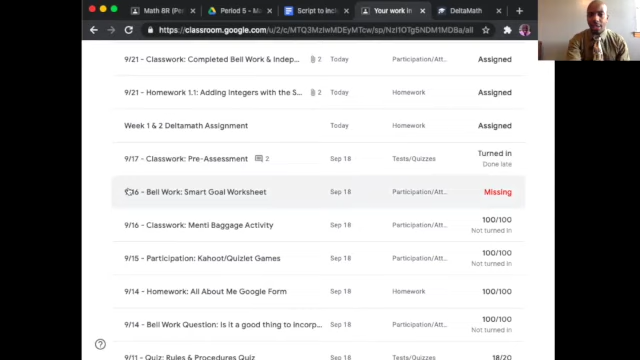 Math 8R (Per
Period 5 - Ma
Script to inclu
Your work in
DeltaMath
classroom.google.com/u/2/c/MTQ3MzIwMDEyMTcw/sp/NzI1OTg5NDM1MDBa/all
9/21 - Classwork: Completed Bell Work & Indep... 2 Today Participation/Att... Assigned
9/21 - Homework 1.1: Adding Integers with the S... 2 Today Homework Assigned
Week 1 & 2 Deltamath Assignment Today Homework Assigned
9/17 - Classwork: Pre-Assessment 2 Sep 18 Tests/Quizzes Turned in
Done late
9/16 - Bell Work: Smart Goal Worksheet Sep 18 Participation/Att... Missing
9/16 - Classwork: Menti Baggage Activity Sep 18 Participation/Att... 100/100
Not turned in
9/15 - Participation: Kahoot/Quizlet Games Sep 18 Participation/Att... 100/100
Not turned in
9/14 - Homework: All About Me Google Form Sep 18 Homework 100/100
9/14 - Bell Work Question: Is it a good thing to incorp... Sep 18 Participation/Att... 100/100
Not turned in
9/11 - Quiz: Rules & Procedures Quiz Sep 18 Tests/Quizzes 18/20